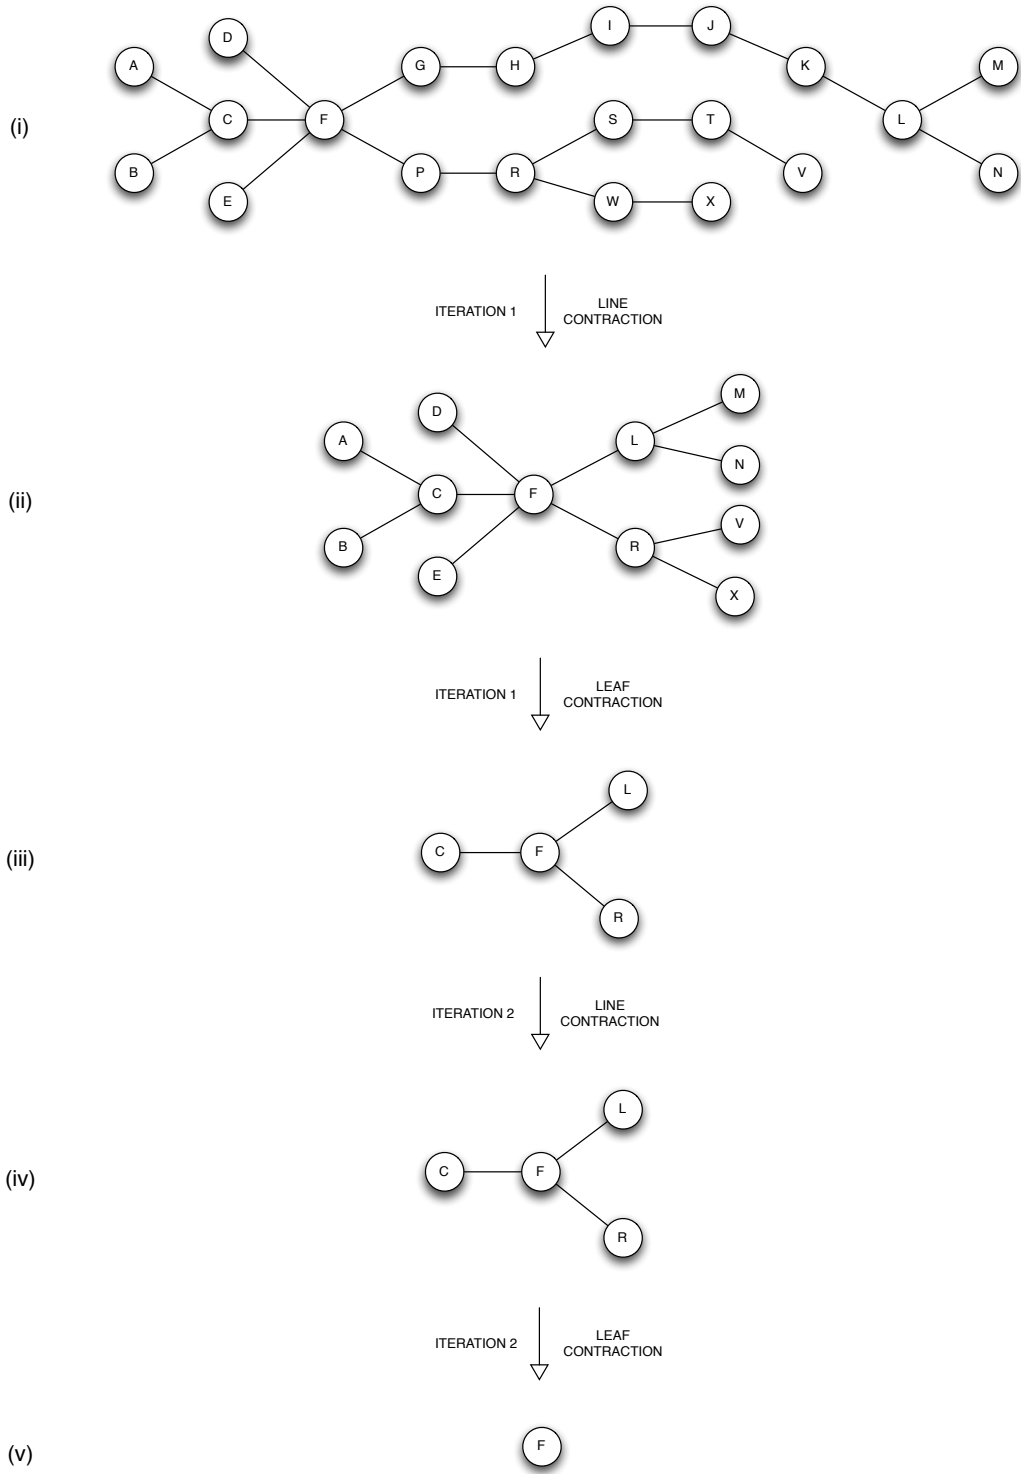 (i)
D
A
C
B
E
F
G
H
I
J
K
L
M
N
P
R
S
T
V
W
X
ITERATION 1
LINE
CONTRACTION
(ii)
D
A
C
B
E
F
L
M
N
R
V
X
ITERATION 1
LEAF
CONTRACTION
(iii)
C
F
L
R
ITERATION 2
LINE
CONTRACTION
(iv)
C
F
L
R
ITERATION 2
LEAF
CONTRACTION
(v)
F